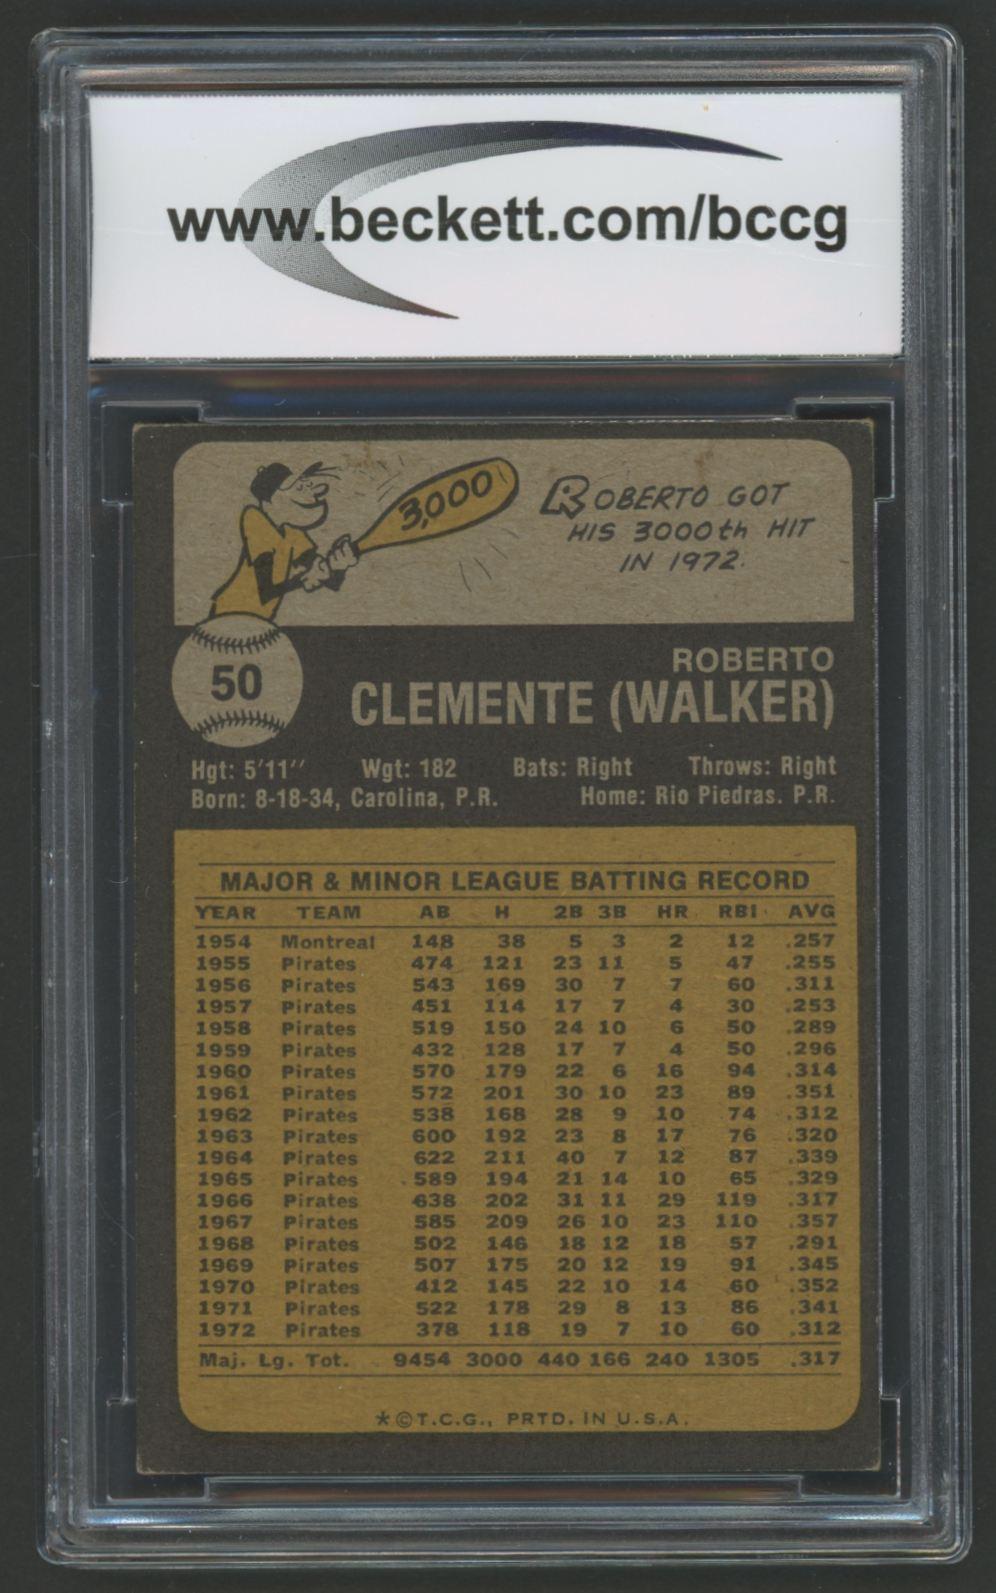 www.beckett.com/bccg
3,000
ROBERTO GOT
HIS 3000th HIT
IN 1972.
50
ROBERTO
CLEMENTE (WALKER)
Hgt: 5'11'' Wgt: 182 Bats: Right Throws: Right
Born: 8-18-34, Carolina, P.R. Home: Rio Piedras. P.R.
MAJOR & MINOR LEAGUE BATTING RECORD
YEAR TEAM AB H 2B 3B HR RBI AVG
1954 Montreal 148 38 5 3 2 12 .257
1955 Pirates 474 121 23 11 5 47 .255
1956 Pirates 543 169 30 7 7 60 .311
1957 Pirates 451 114 17 7 4 30 .253
1958 Pirates 519 150 24 10 6 50 .289
1959 Pirates 432 128 17 7 4 50 .296
1960 Pirates 570 179 22 6 16 94 .314
1961 Pirates 572 201 30 10 23 89 .351
1962 Pirates 538 168 28 9 10 74 .312
1963 Pirates 600 192 23 8 17 76 .320
1964 Pirates 622 211 40 7 12 87 .339
1965 Pirates 589 194 21 14 10 65 .329
1966 Pirates 638 202 31 11 29 119 .317
1967 Pirates 585 209 26 10 23 110 .357
1968 Pirates 502 146 18 12 18 57 .291
1969 Pirates 507 175 20 12 19 91 .345
1970 Pirates 412 145 22 10 14 60 .352
1971 Pirates 522 178 29 8 13 86 .341
1972 Pirates 378 118 19 7 10 60 .312
Maj. Lg. Tot. 9454 3000 440 166 240 1305 .317
*©T.C.G., PRTD. IN U.S.A.